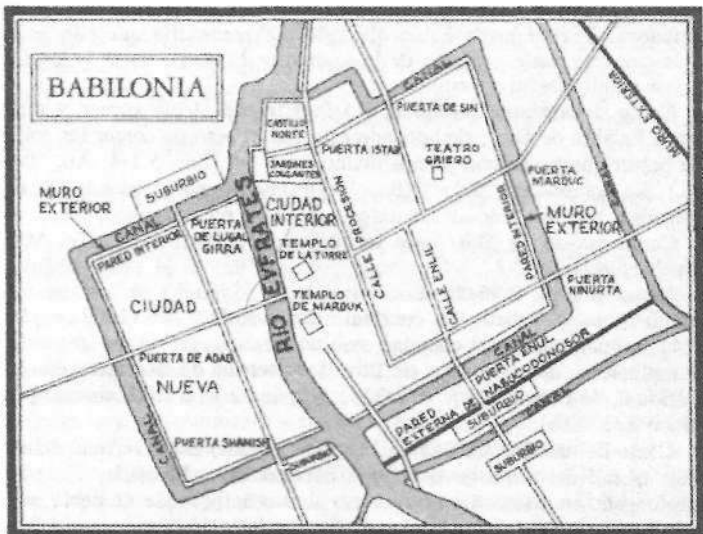 BABILONIA
CANAL
MURO EXTERIOR
PUERTA DE SIN
CASTILLO
NORTE
PUERTA ISTAR
TEATRO
GRIEGO
JARDINES
COLGANTES
PUERTA
MARDUC
SUBURBIO
MURO
EXTERIOR
CANAL
PARED INTERIOR
PUERTA
DE LUGAL
GIRRA
RIO EVFRATES
CIUDAD
INTERIOR
CALLE PROCESIÓN
PARED INTERIOR
MURO
EXTERIOR
TEMPLO
DE LA TORRE
CALLE ENLIL
PUERTA
NINURTA
CIUDAD
NUEVA
TEMPLO
DE MARDUK
PUERTA DE ADAD
CANAL
PUERTA ENLIL
PARED
EXTERNA DE NABUCODONOSOR
SUBURBIO
CANAL
PUERTA SHAMISH
SUBURBIO